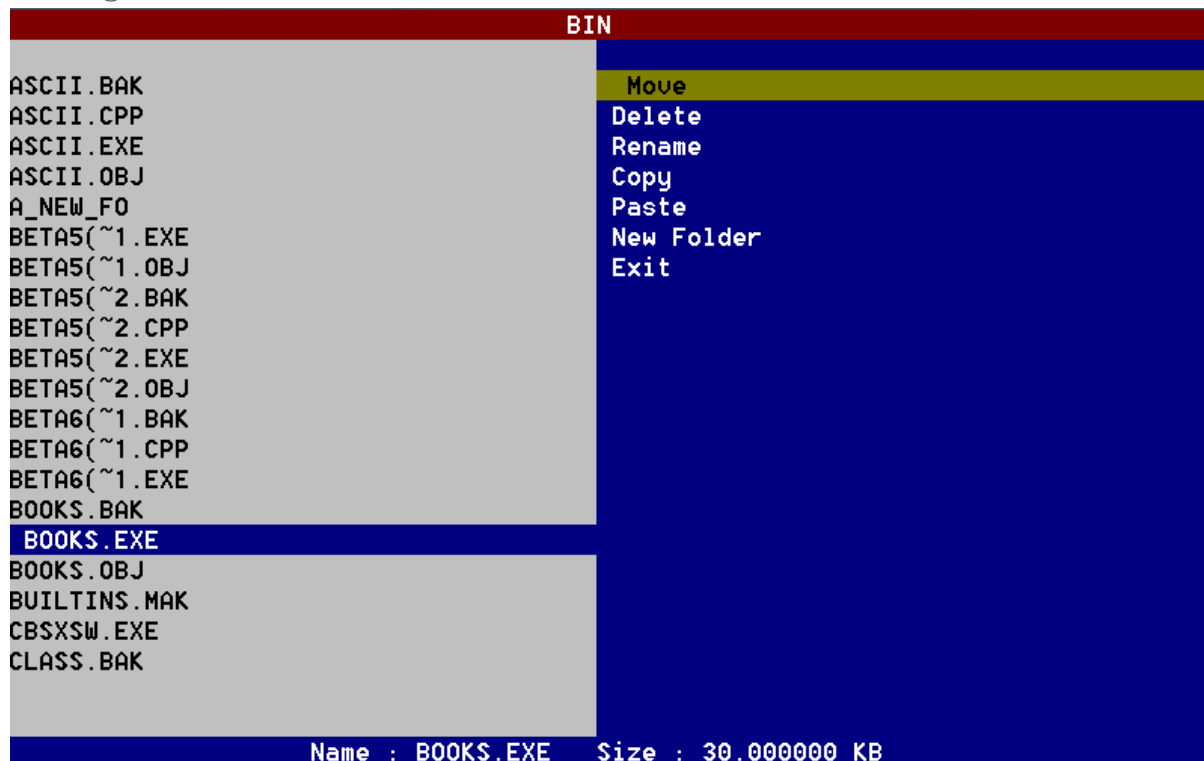 BIN
ASCII.BAK
ASCII.CPP
ASCII.EXE
ASCII.OBJ
A_NEW_FO
BETA5(~1.EXE
BETA5(~1.OBJ
BETA5(~2.BAK
BETA5(~2.CPP
BETA5(~2.EXE
BETA5(~2.OBJ
BETA6(~1.BAK
BETA6(~1.CPP
BETA6(~1.EXE
BOOKS.BAK
BOOKS.EXE
BOOKS.OBJ
BUILTINS.MAK
CBSXSW.EXE
CLASS.BAK
Move
Delete
Rename
Copy
Paste
New Folder
Exit
Name : BOOKS.EXE Size : 30.000000 KB